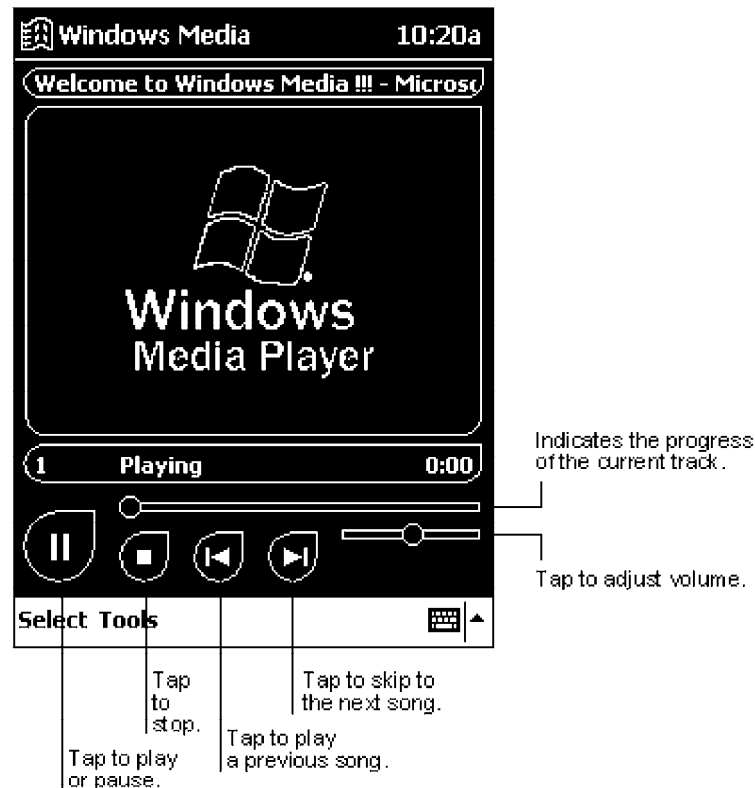 Windows Media 10:20a
Welcome to Windows Media !!! - Microso
Windows
Media Player
1 Playing 0:00
Indicates the progress
of the current track.
Tap to adjust volume.
Select Tools
Tap
to
stop.
Tap to skip to
the next song.
Tap to play
a previous song.
Tap to play
or pause.